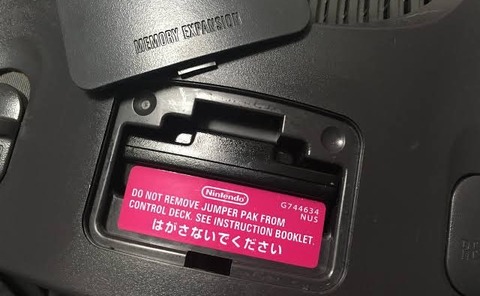 MEMORY EXPANSION
Nintendo
G744634
NUS
DO NOT REMOVE JUMPER PAK FROM
CONTROL DECK. SEE INSTRUCTION BOOKLET.
はがさないでください